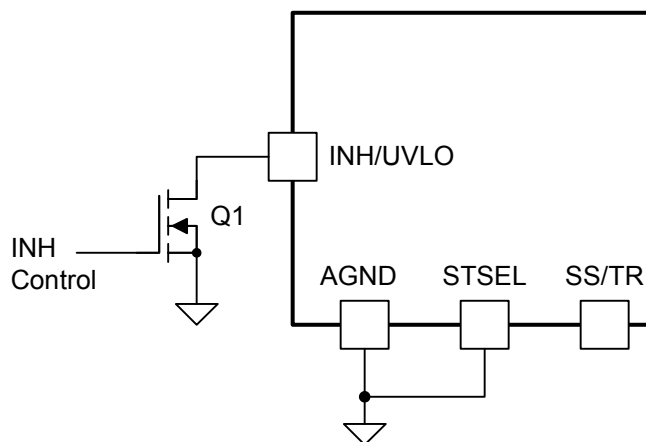 INH/UVLO
Q1
INH
Control
AGND STSEL SS/TR